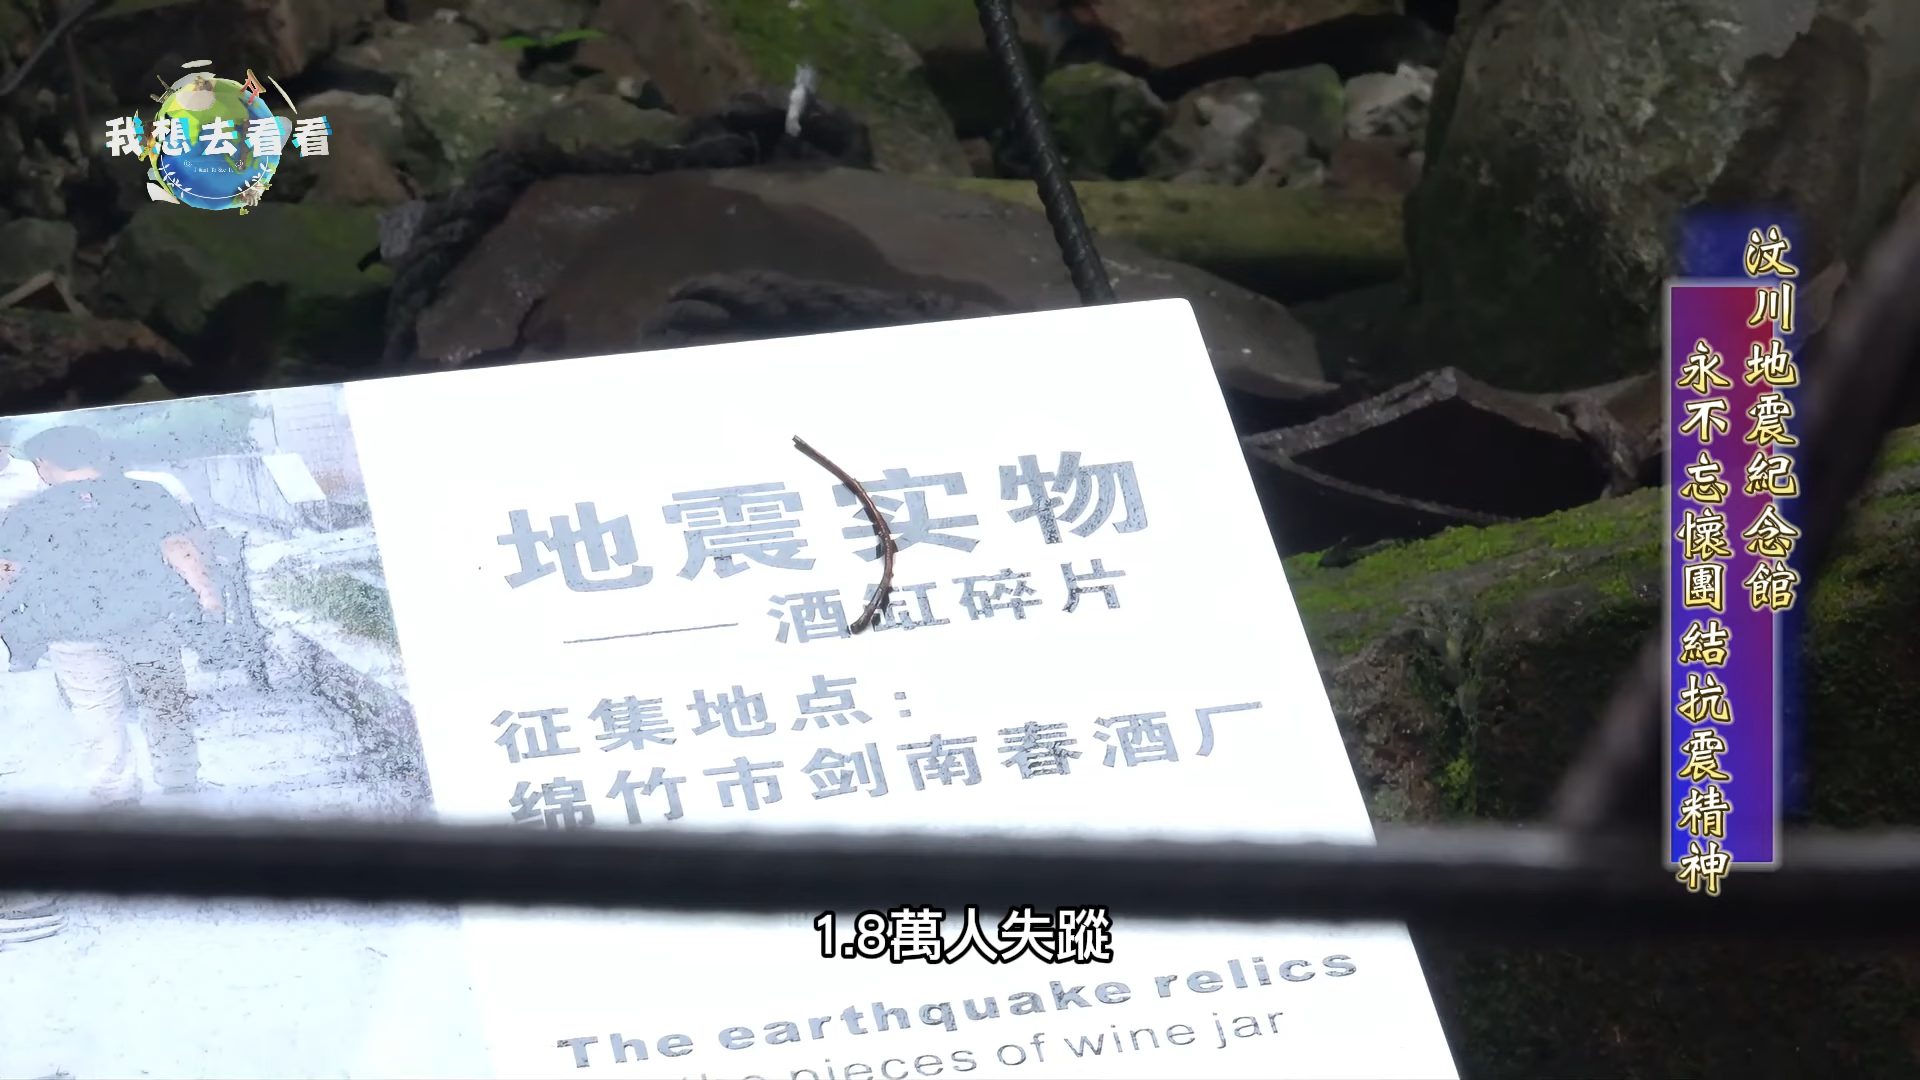 我想去看看
汶川地震紀念館
永不忘懷團結抗震精神
地震实物
——酒缸碎片
征集地点：
绵竹市剑南春酒厂
1.8萬人失蹤
The earthquake relics
the pieces of wine jar